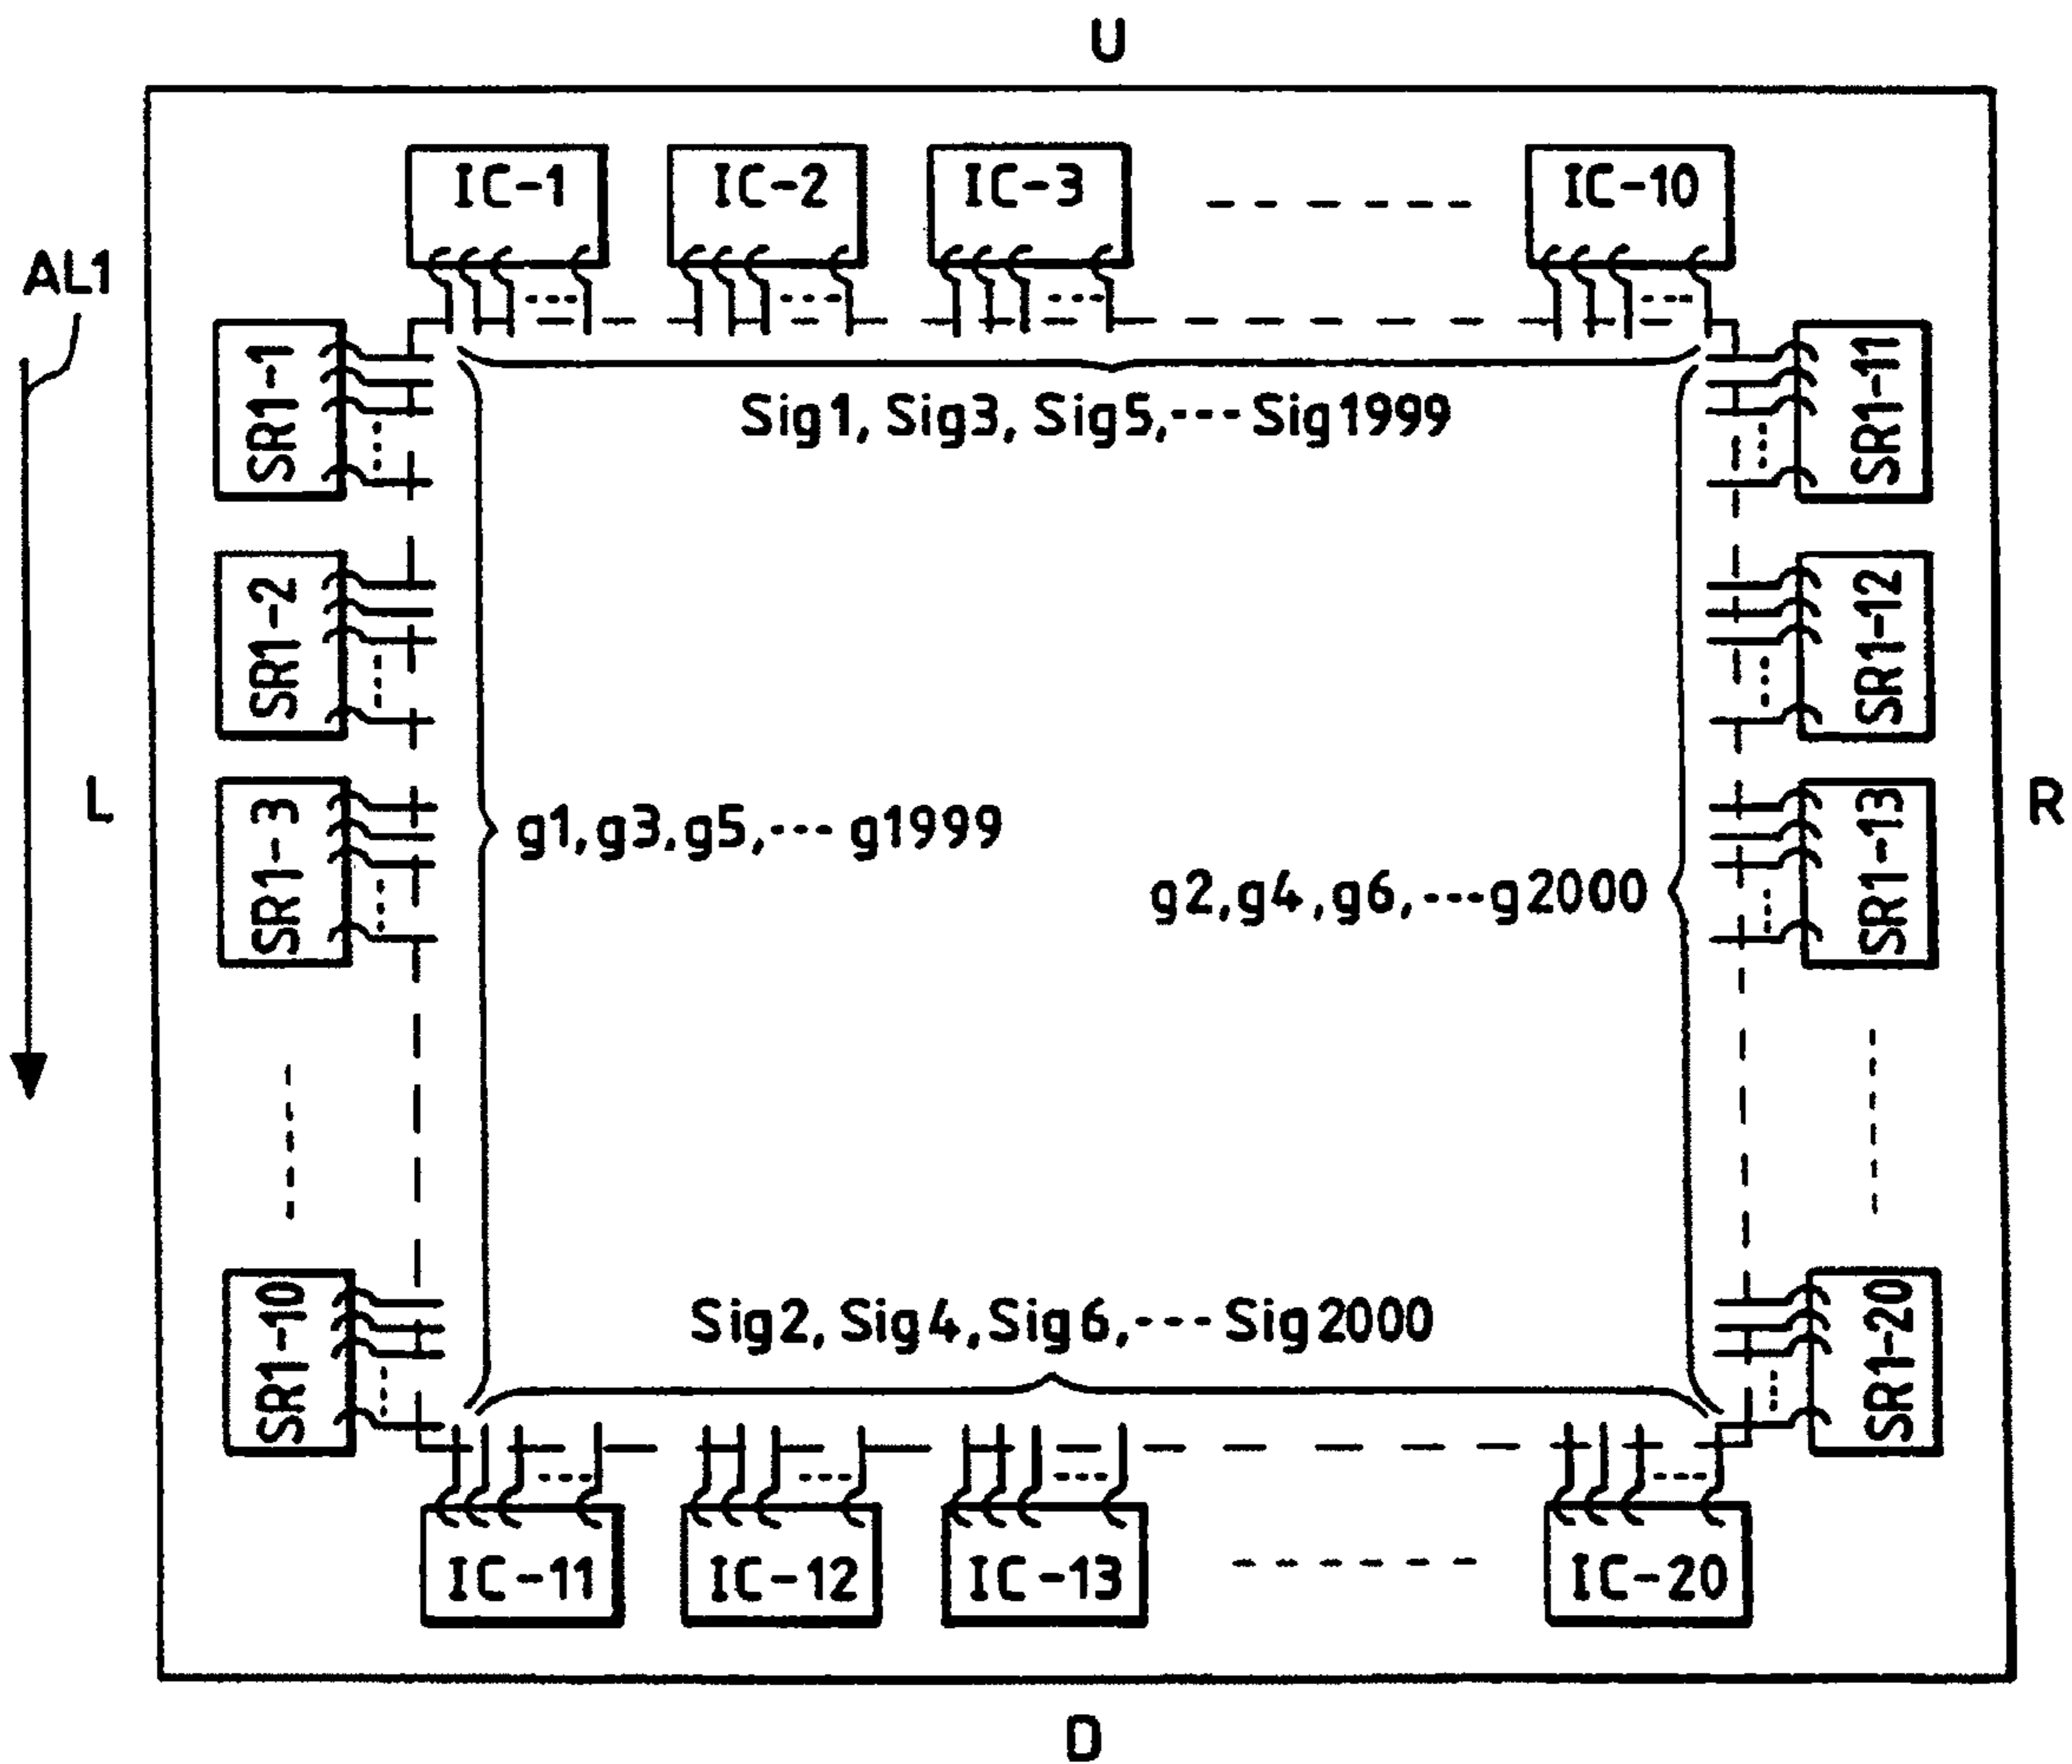 U
IC-1 IC-2 IC-3 ------ IC-10
AL1
SR1-1
SR1-11
Sig1, Sig3, Sig5,--- Sig1999
SR1-2
SR1-12
L
R
SR1-3
SR1-13
g1,g3,g5,--- g1999
g2,g4,g6,---g2000
SR1-10
SR1-20
Sig2, Sig4, Sig6,--- Sig2000
IC-11 IC-12 IC-13 ------ IC-20
D